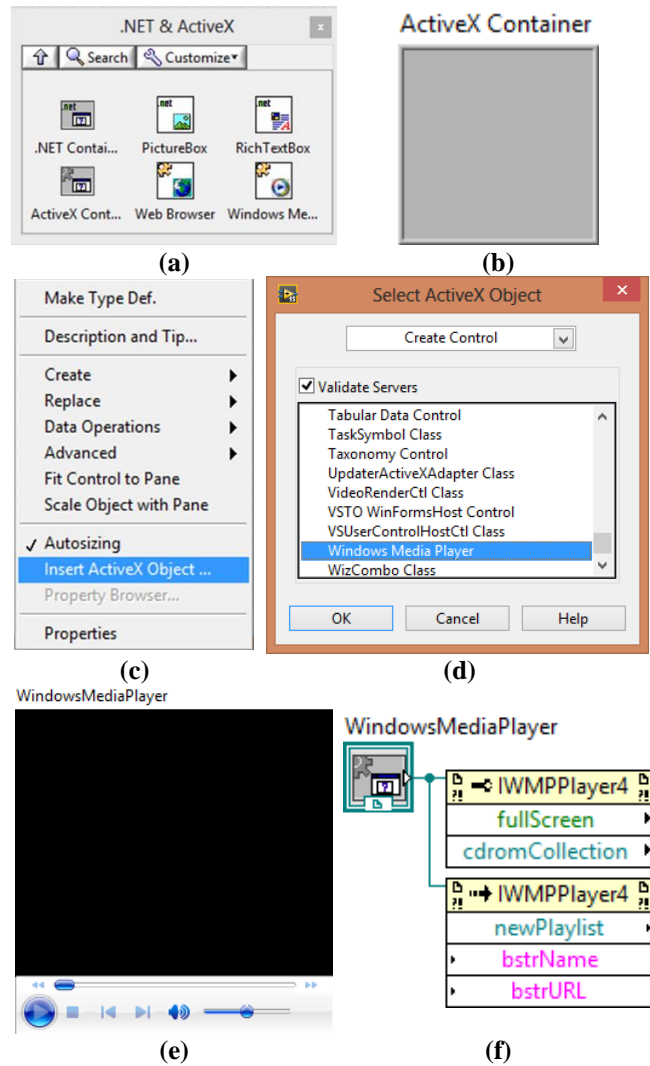 .NET & ActiveX
x
Search
Customize
.NET Contai...
PictureBox
RichTextBox
ActiveX Cont...
Web Browser
Windows Me...
(a)
ActiveX Container
(b)
Make Type Def.
Description and Tip...
Create
Replace
Data Operations
Advanced
Fit Control to Pane
Scale Object with Pane
Autosizing
Insert ActiveX Object ...
Property Browser...
Properties
(c)
Select ActiveX Object
Create Control
Validate Servers
Tabular Data Control
TaskSymbol Class
Taxonomy Control
UpdaterActiveXAdapter Class
VideoRenderCtl Class
VSTO WinFormsHost Control
VSUserControlHostCtl Class
Windows Media Player
WizCombo Class
OK
Cancel
Help
(d)
WindowsMediaPlayer
(e)
WindowsMediaPlayer
IWMPPlayer4
fullScreen
cdromCollection
IWMPPlayer4
newPlaylist
bstrName
bstrURL
(f)